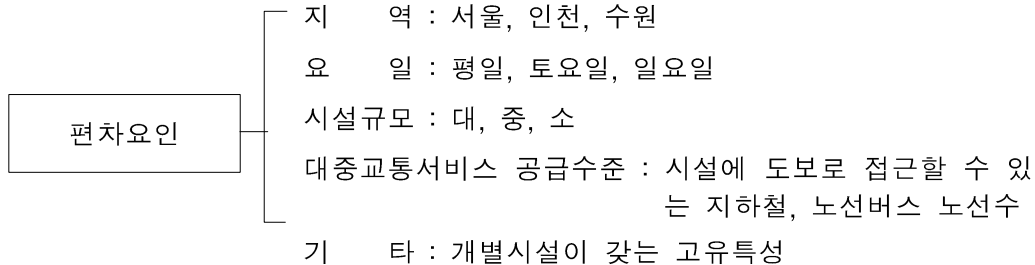 지 역 : 서울, 인천, 수원
요 일 : 평일, 토요일, 일요일
편차요인
시설규모 : 대, 중, 소
대중교통서비스 공급수준 : 시설에 도보로 접근할 수 있
는 지하철, 노선버스 노선수
기 타 : 개별시설이 갖는 고유특성